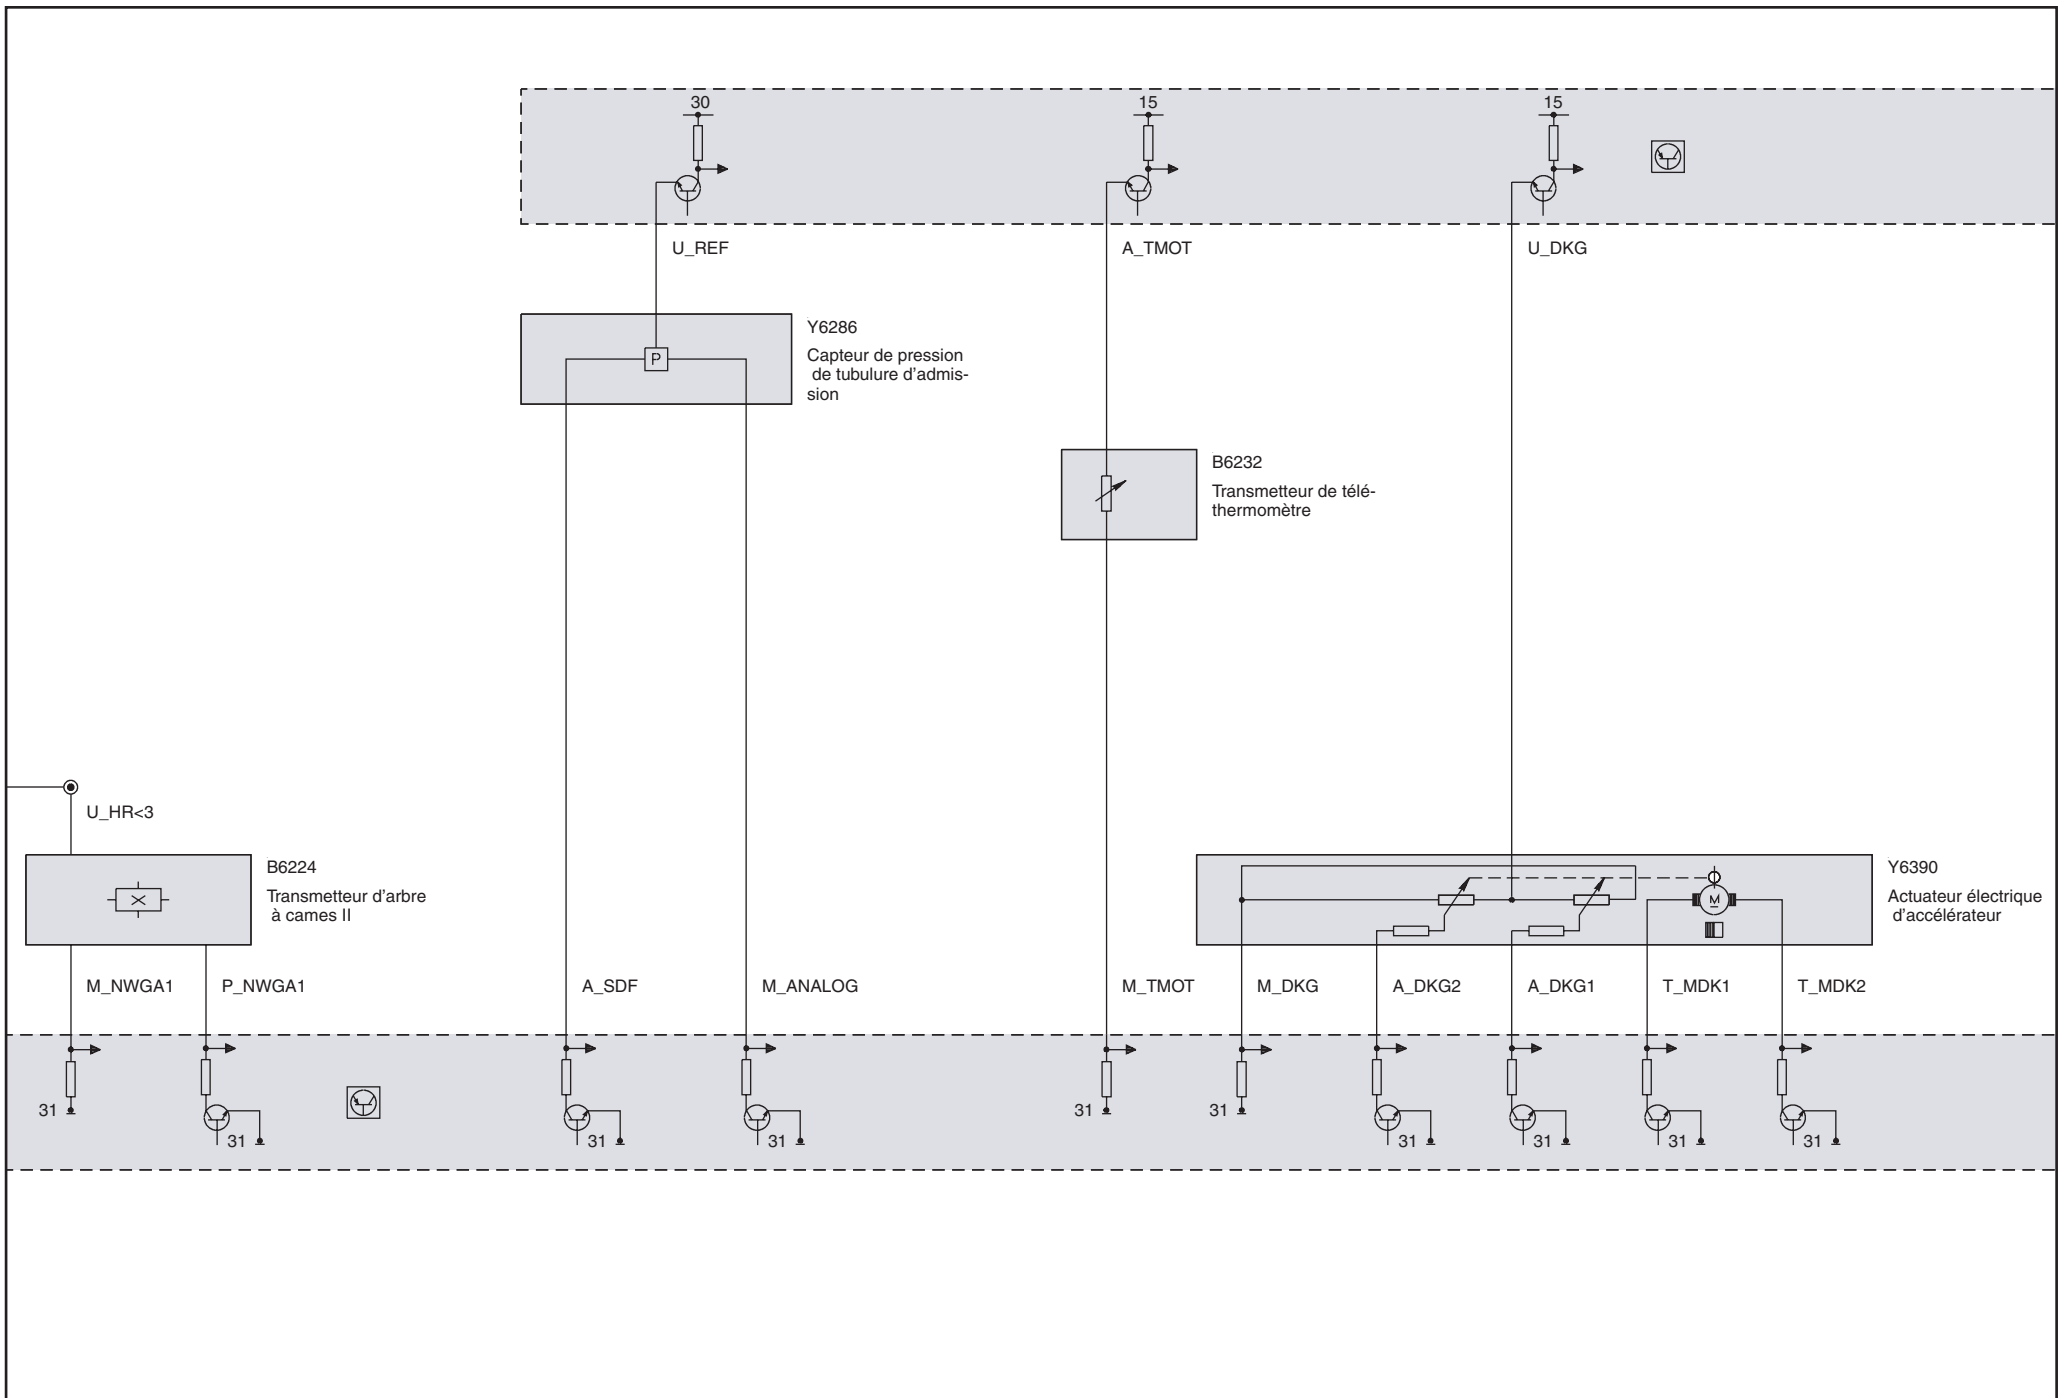 30
15
15
U_REF
A_TMOT
U_DKG
Y6286
Capteur de pression
de tubulure d'admis-
sion
P
B6232
Transmetteur de télé-
thermomètre
U_HR<3
B6224
Transmetteur d'arbre
à cames II
Y6390
Actuateur électrique
d'accélérateur
M
M_NWGA1
P_NWGA1
A_SDF
M_ANALOG
M_TMOT
M_DKG
A_DKG2
A_DKG1
T_MDK1
T_MDK2
31
31
31
31
31
31
31
31
31
31